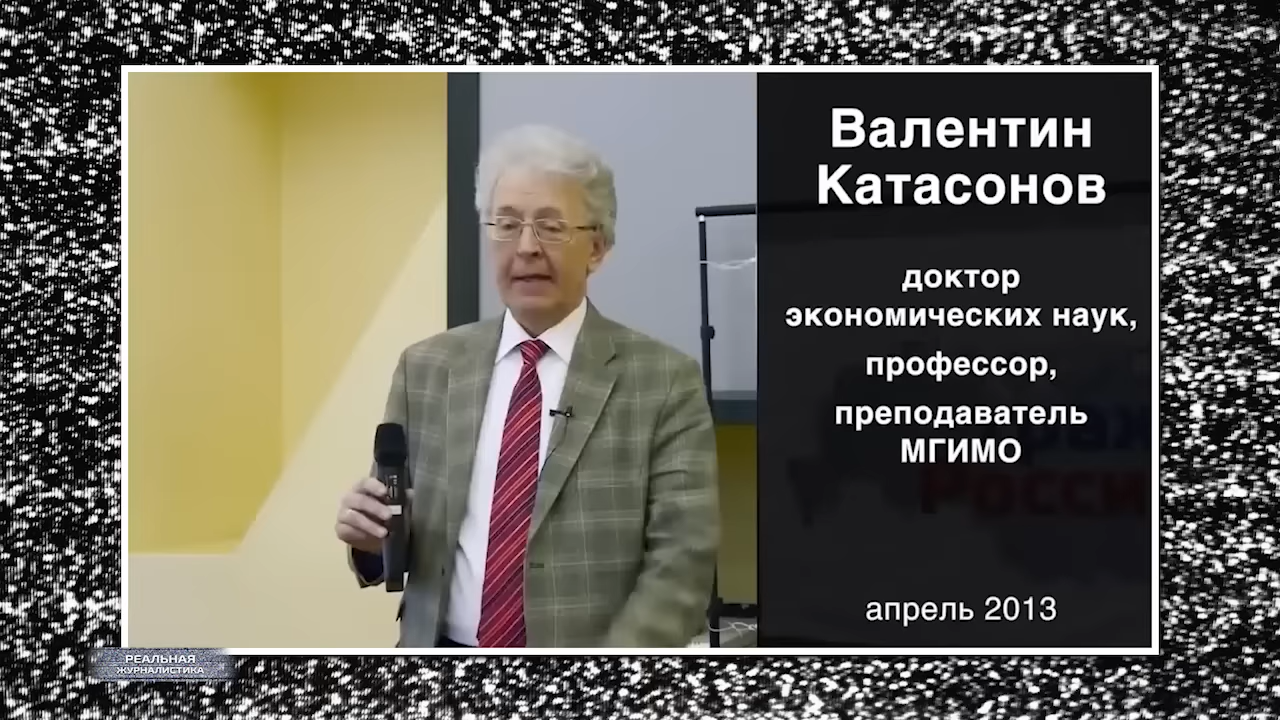 Валентин
Катасонов
доктор
экономических наук,
профессор,
преподаватель
МГИМО
апрель 2013
РЕАЛЬНАЯ
ЖУРНАЛИСТИКА